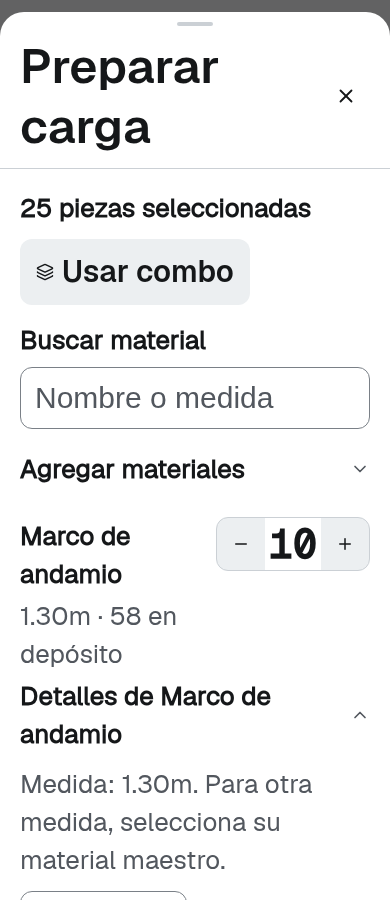 Preparar
carga
25 piezas seleccionadas
Usar combo
Buscar material
Nombre o medida
Agregar materiales
Marco de
andamio
− 10 +
1.30m · 58 en
depósito
Detalles de Marco de
andamio
Medida: 1.30m. Para otra
medida, selecciona su
material maestro.